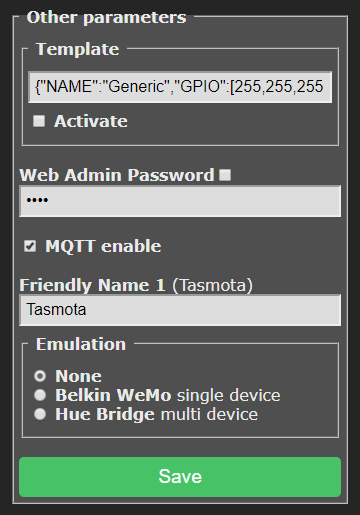 Other parameters
Template
{"NAME":"Generic","GPIO":[255,255,255
Activate
Web Admin Password
••••
MQTT enable
Friendly Name 1 (Tasmota)
Tasmota
Emulation
None
Belkin WeMo single device
Hue Bridge multi device
Save